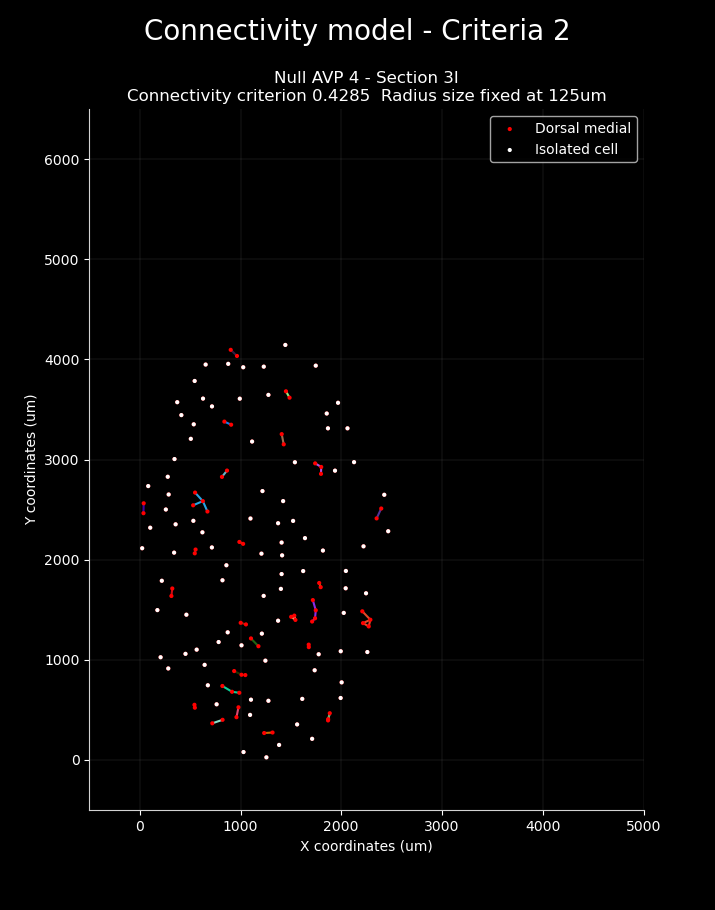 Connectivity model - Criteria 2
Null AVP 4 - Section 3l
Connectivity criterion 0.4285  Radius size fixed at 125um
Dorsal medial
Isolated cell
6000
5000
4000
3000
2000
1000
0
Y coordinates (um)
0 1000 2000 3000 4000 5000
X coordinates (um)